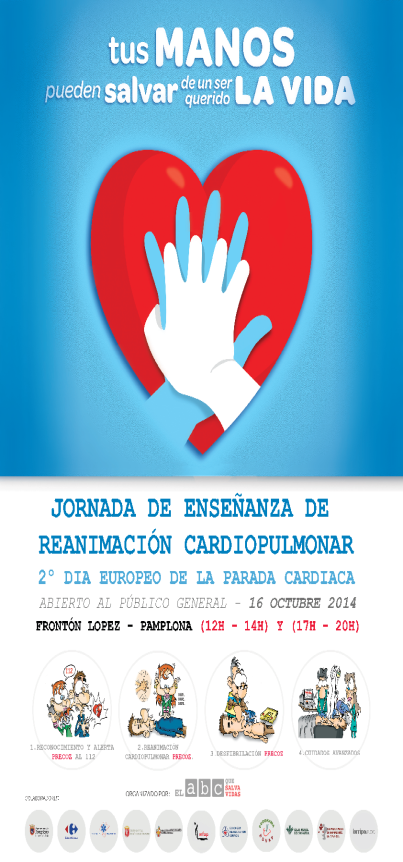 tus MANOS
pueden salvar de un ser querido LA VIDA
JORNADA DE ENSEÑANZA DE
REANIMACIÓN CARDIOPULMONAR
2º DIA EUROPEO DE LA PARADA CARDIACA
ABIERTO AL PÚBLICO GENERAL - 16 OCTUBRE 2014
FRONTÓN LOPEZ - PAMPLONA (12H - 14H) Y (17H - 20H)
1.RECONOCIMIENTO Y ALERTA
PRECOZ AL 112
2.REANIMACION
CARDIOPULMONAR PRECOZ
3 DESFIBRILACIÓN PRECOZ
4.CUIDADOS AVANZADOS
ORGANIZADO POR: EL abc QUE SALVA VIDAS
Carrefour